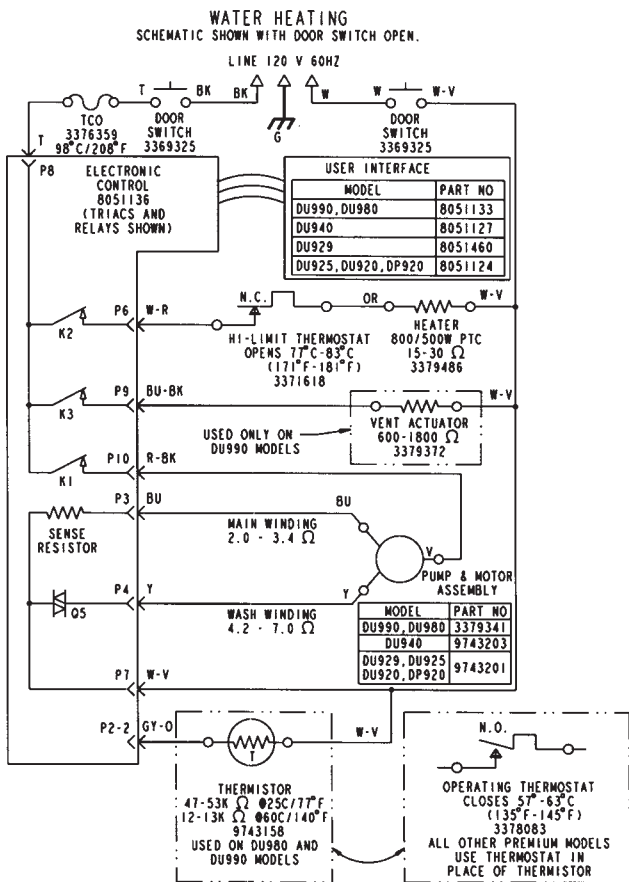 WATER HEATING
SCHEMATIC SHOWN WITH DOOR SWITCH OPEN.
LINE 120 V 60HZ
T
BK
BK
W
W
W-V
TCO
3376359
98°C/208°F
DOOR
SWITCH
3369325
G
DOOR
SWITCH
3369325
T
P8
ELECTRONIC
CONTROL
8051136
(TRIACS AND
RELAYS SHOWN)
USER INTERFACE
MODEL PART NO
DU990,DU980 8051133
DU940 8051127
DU929 8051460
DU925,DU920,DP920 8051124
K2
P6
W-R
N.C.
OR
W-V
HI-LIMIT THERMOSTAT
OPENS 77°C-83°C
(171°F-181°F)
3371618
HEATER
800/500W PTC
15-30 Ω
3379486
K3
P9
BU-BK
W-V
USED ONLY ON
DU990 MODELS
VENT ACTUATOR
600-1800 Ω
3379372
K1
P10
R-BK
P3
BU
BU
SENSE
RESISTOR
MAIN WINDING
2.0 - 3.4 Ω
V
PUMP & MOTOR
ASSEMBLY
Q5
P4
Y
Y
WASH WINDING
4.2 - 7.0 Ω
MODEL PART NO
DU990,DU980 3379341
DU940 9743203
DU929,DU925
DU920,DP920 9743201
P7
W-V
P2-2
GY-O
T
W-V
THERMISTOR
47-53K Ω @25C/77°F
12-13K Ω @60C/140°F
9743158
USED ON DU980 AND
DU990 MODELS
N.O.
OPERATING THERMOSTAT
CLOSES 57°-63°C
(135°F-145°F)
3378083
ALL OTHER PREMIUM MODELS
USE THERMOSTAT IN
PLACE OF THERMISTOR